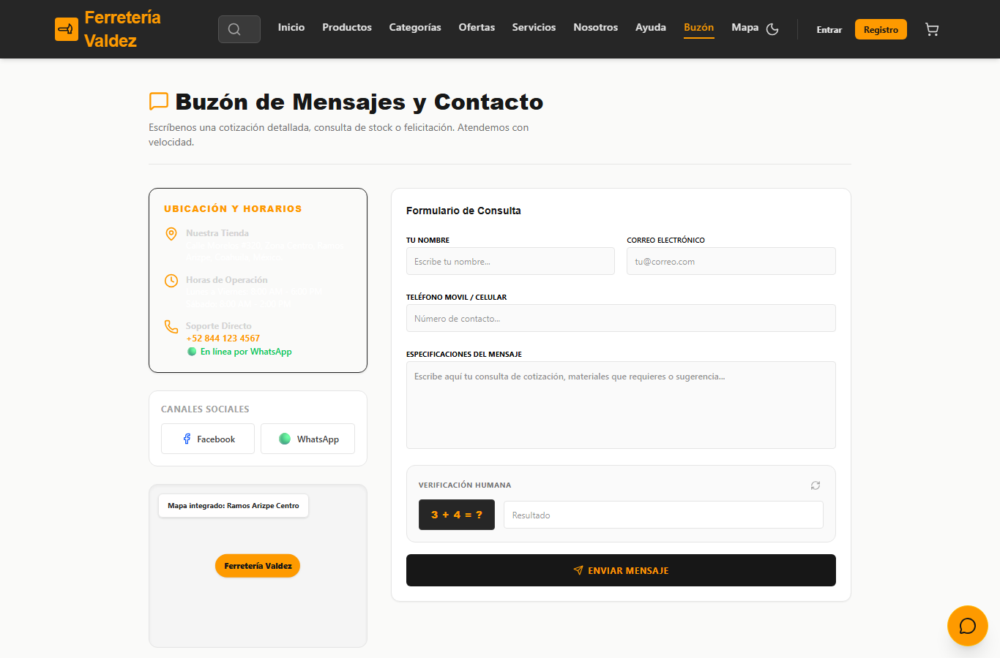 Ferretería
Valdez
Inicio
Productos
Categorías
Ofertas
Servicios
Nosotros
Ayuda
Buzón
Mapa
Entrar
Registro
Buzón de Mensajes y Contacto
Escríbenos una cotización detallada, consulta de stock o felicitación. Atendemos con
velocidad.
UBICACIÓN Y HORARIOS
Nuestra Tienda
Horas de Operación
Soporte Directo
+52 844 123 4567
En línea por WhatsApp
CANALES SOCIALES
Facebook
WhatsApp
Mapa integrado: Ramos Arizpe Centro
Ferretería Valdez
Formulario de Consulta
TU NOMBRE
Escribe tu nombre...
CORREO ELECTRÓNICO
tu@correo.com
TELÉFONO MOVIL / CELULAR
Número de contacto...
ESPECIFICACIONES DEL MENSAJE
Escribe aquí tu consulta de cotización, materiales que requieres o sugerencia...
VERIFICACIÓN HUMANA
3 + 4 = ?
Resultado
ENVIAR MENSAJE